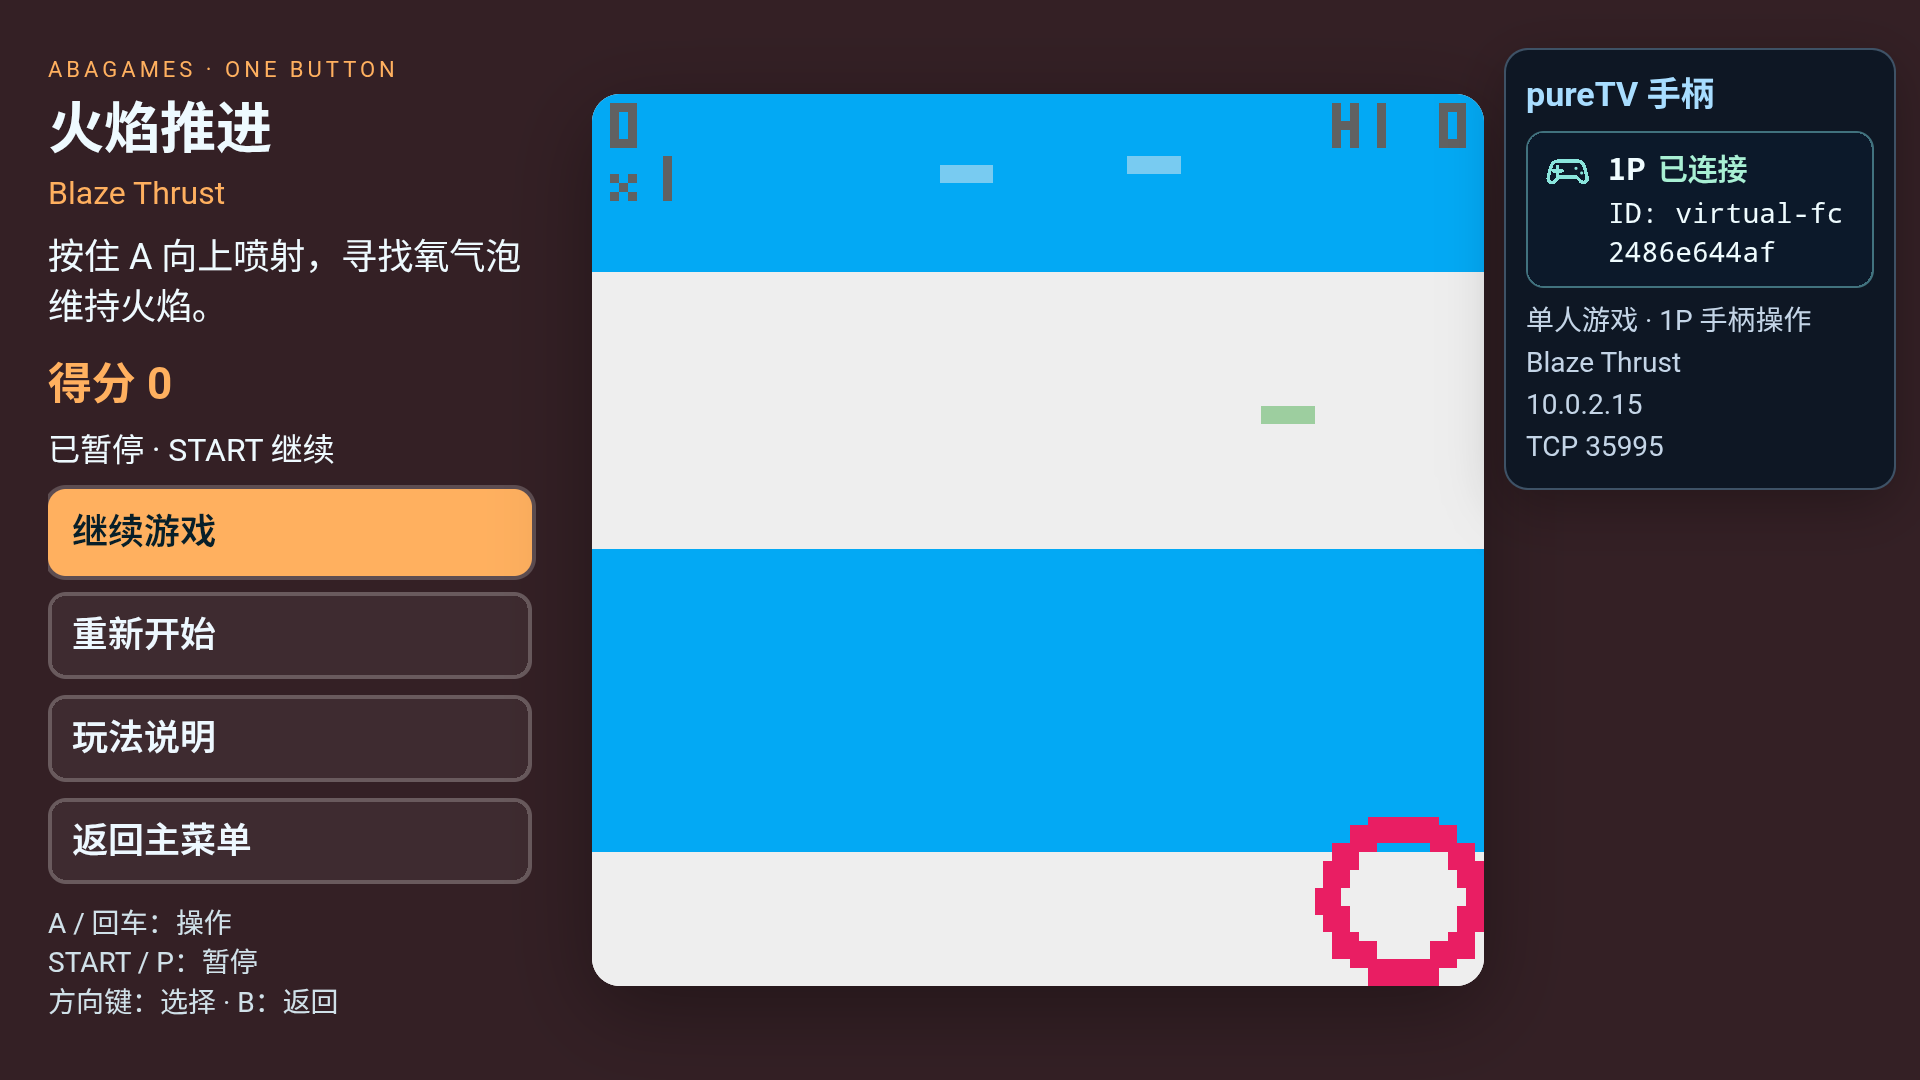 ABAGAMES · ONE BUTTON
火焰推进
Blaze Thrust
按住 A 向上喷射，寻找氧气泡
维持火焰。
得分 0
已暂停 · START 继续
继续游戏
重新开始
玩法说明
返回主菜单
A / 回车：操作
START / P：暂停
方向键：选择 · B：返回
0
HI 0
x1
pureTV 手柄
1P 已连接
ID: virtual-fc
2486e644af
单人游戏 · 1P 手柄操作
Blaze Thrust
10.0.2.15
TCP 35995